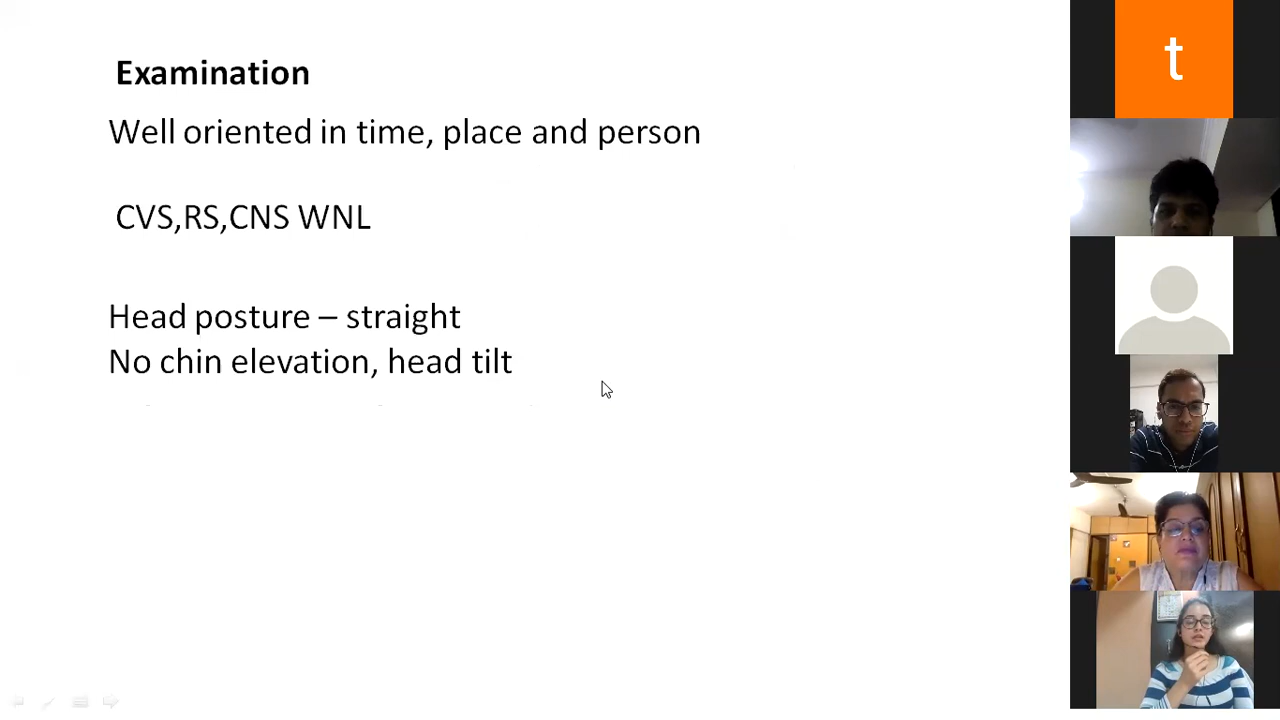 Examination
Well oriented in time, place and person
CVS,RS,CNS WNL
Head posture – straight
No chin elevation, head tilt
t